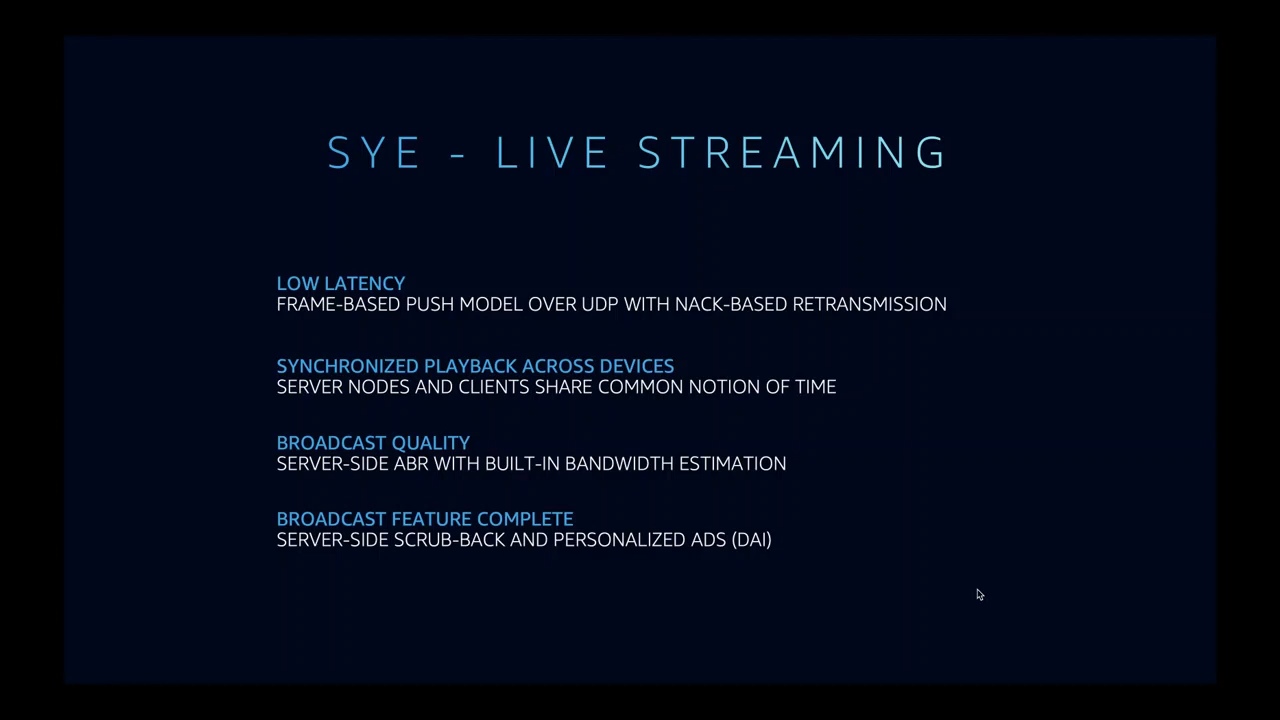 SYE - LIVE STREAMING
LOW LATENCY
FRAME-BASED PUSH MODEL OVER UDP WITH NACK-BASED RETRANSMISSION
SYNCHRONIZED PLAYBACK ACROSS DEVICES
SERVER NODES AND CLIENTS SHARE COMMON NOTION OF TIME
BROADCAST QUALITY
SERVER-SIDE ABR WITH BUILT-IN BANDWIDTH ESTIMATION
BROADCAST FEATURE COMPLETE
SERVER-SIDE SCRUB-BACK AND PERSONALIZED ADS (DAI)